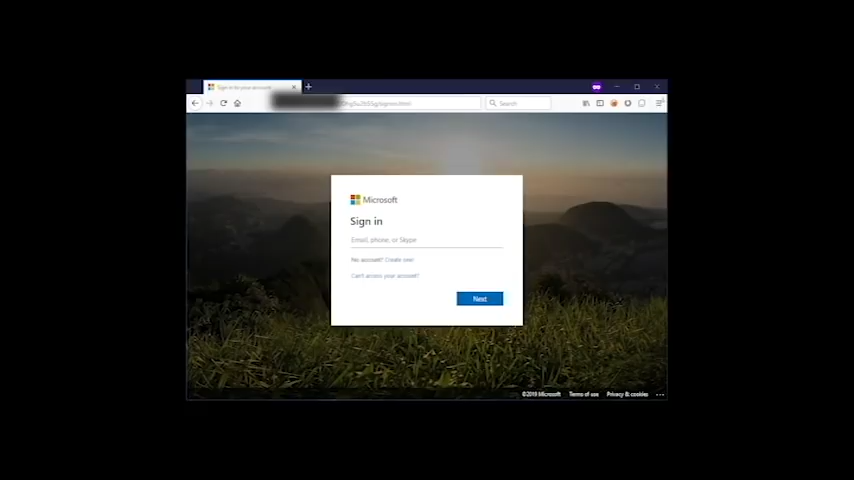 Sign in to your account
Search
Microsoft
Sign in
Email, phone, or Skype
No account? Create one!
Can't access your account?
Next
©2019 Microsoft Terms of use Privacy & cookies ...